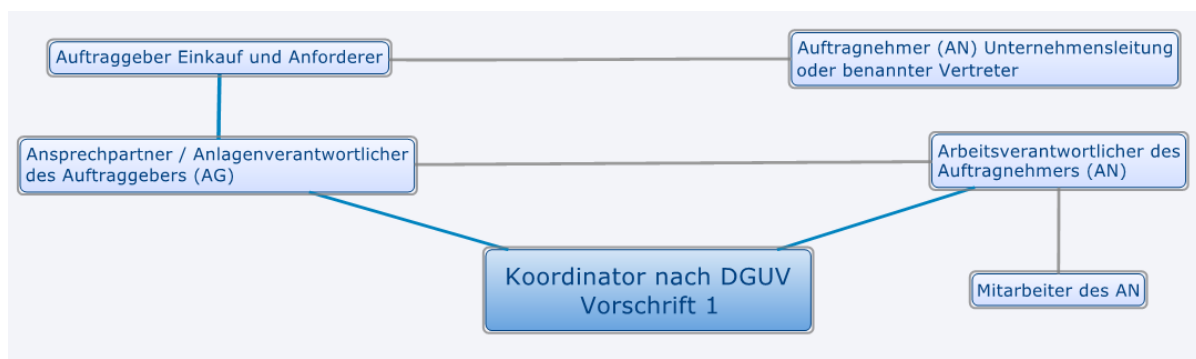 Auftraggeber Einkauf und Anforderer
Auftragnehmer (AN) Unternehmensleitung
oder benannter Vertreter
Ansprechpartner / Anlagenverantwortlicher
des Auftraggebers (AG)
Arbeitsverantwortlicher des
Auftragnehmers (AN)
Koordinator nach DGUV
Vorschrift 1
Mitarbeiter des AN